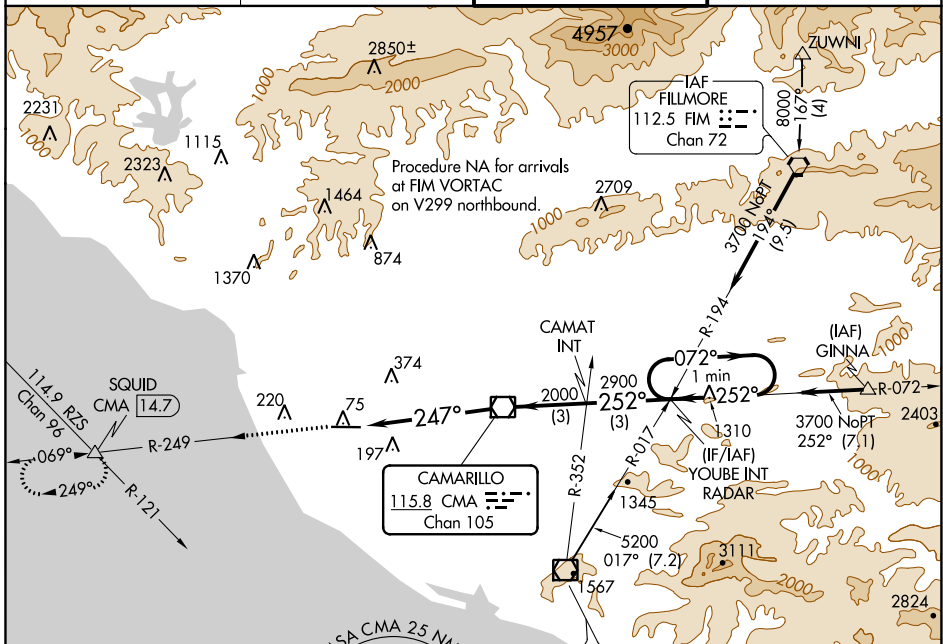 4957
3000
ZUWNI
2850±
2000
1000
8000
167°
(4)
IAF
FILLMORE
112.5 FIM
Chan 72
2231
1000
1115
2323
Procedure NA for arrivals
at FIM VORTAC
on V299 northbound.
1464
874
1370
2709
1000
3700 NoPT
194°
(9.5)
R-194
CAMAT
INT
(IAF)
GINNA
1000
072°
1 min
252°
R-072
2403
3700 NoPT
252° (7.1)
1000
1310
2900
252°
(3)
2000
(3)
374
247°
220
75
197
114.9 RZS
Chan 96
SQUID
CMA 14.7
R-249
069°
249°
R-121
CAMARILLO
115.8 CMA
Chan 105
(IF/IAF)
YOUBE INT
RADAR
R-352
R-017
1345
5200
017° (7.2)
1567
3111
2000
2824
SA CMA 25 N